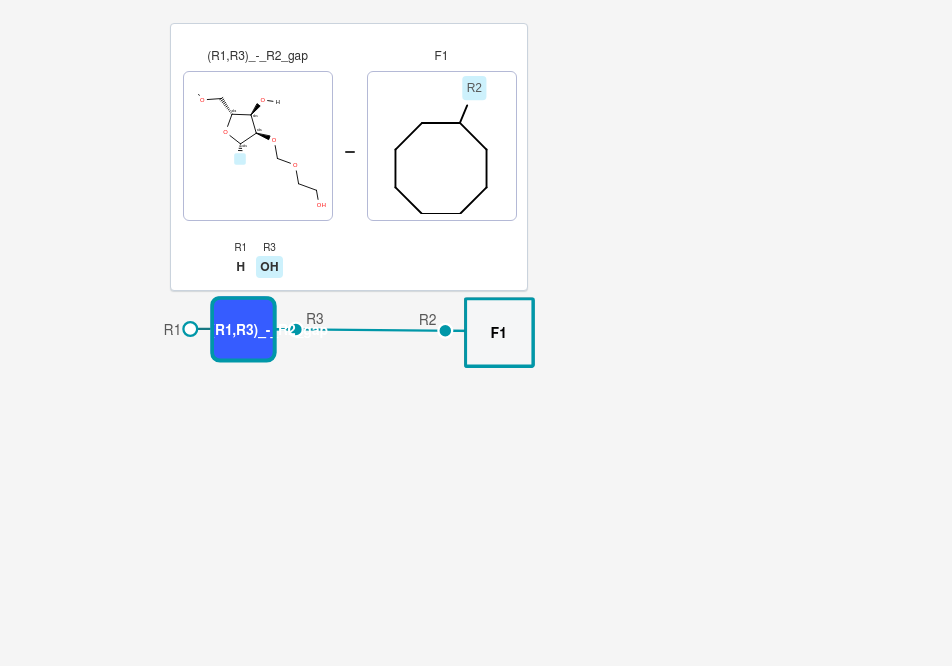 (R1,R3)_-_R2_gap F1
R2
O
H
O
O
O
O
OH
R1 R3
H OH
R1 R1,R3)_-_R2_gap R3 R2 F1